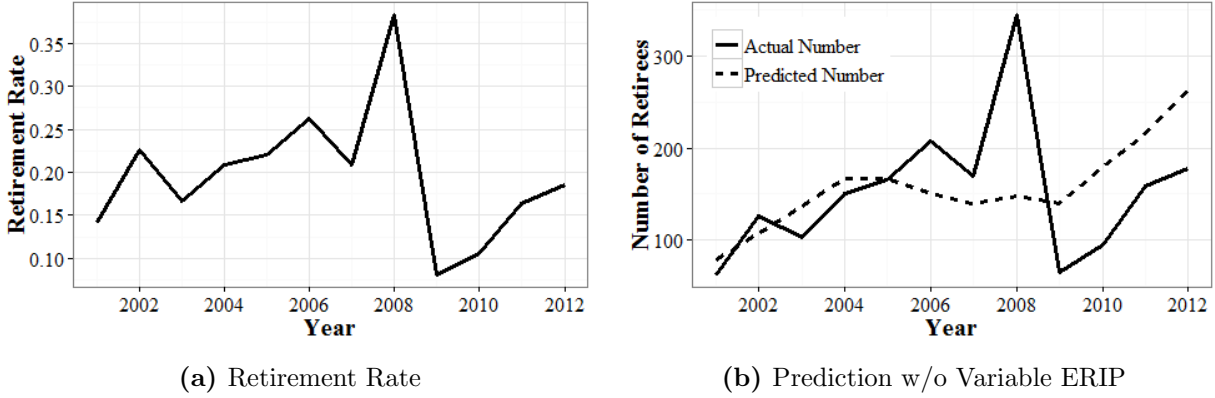 Retirement Rate
0.35
0.30
0.25
0.20
0.15
0.10
2002 2004 2006 2008 2010 2012
Year
(a) Retirement Rate
Number of Retirees
300
200
100
Actual Number
Predicted Number
2002 2004 2006 2008 2010 2012
Year
(b) Prediction w/o Variable ERIP